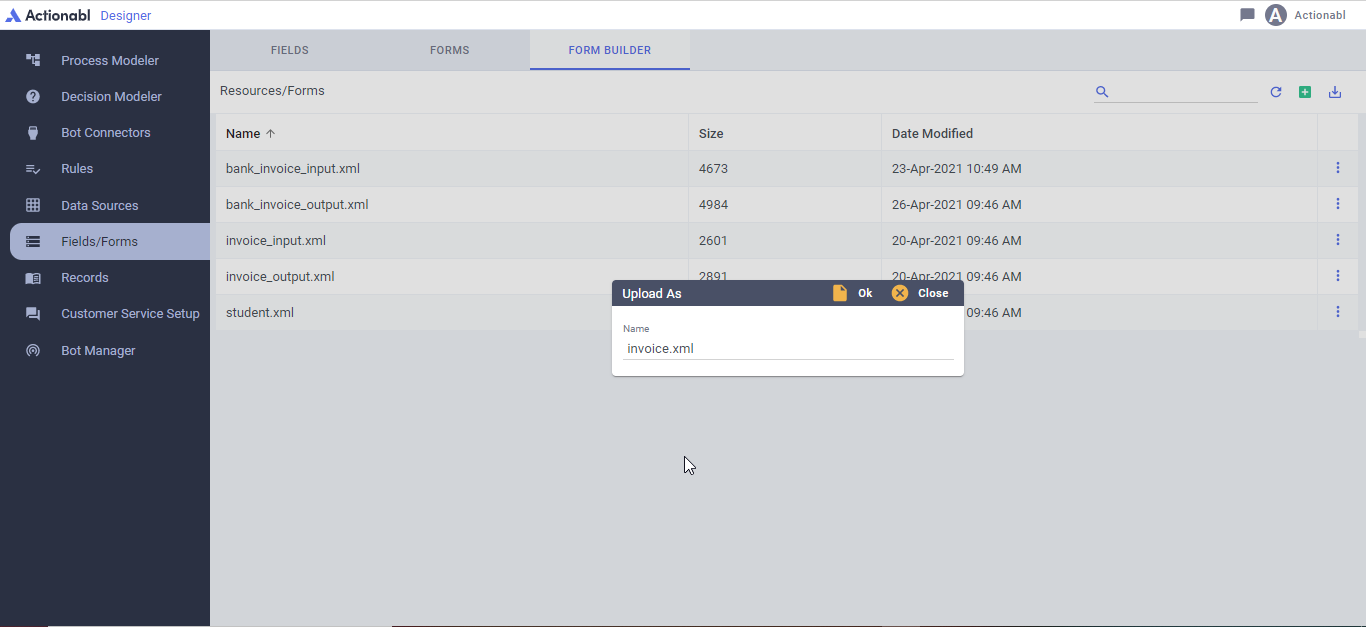 Actionabl Designer
A Actionabl
Process Modeler
Decision Modeler
Bot Connectors
Rules
Data Sources
Fields/Forms
Records
Customer Service Setup
Bot Manager
FIELDS FORMS FORM BUILDER
Resources/Forms
Name Size Date Modified
bank_invoice_input.xml 4673 23-Apr-2021 10:49 AM
bank_invoice_output.xml 4984 26-Apr-2021 09:46 AM
invoice_input.xml 2601 20-Apr-2021 09:46 AM
invoice_output.xml 2891 20-Apr-2021 09:46 AM
student.xml 09:46 AM
Upload As Ok Close
Name
invoice.xml